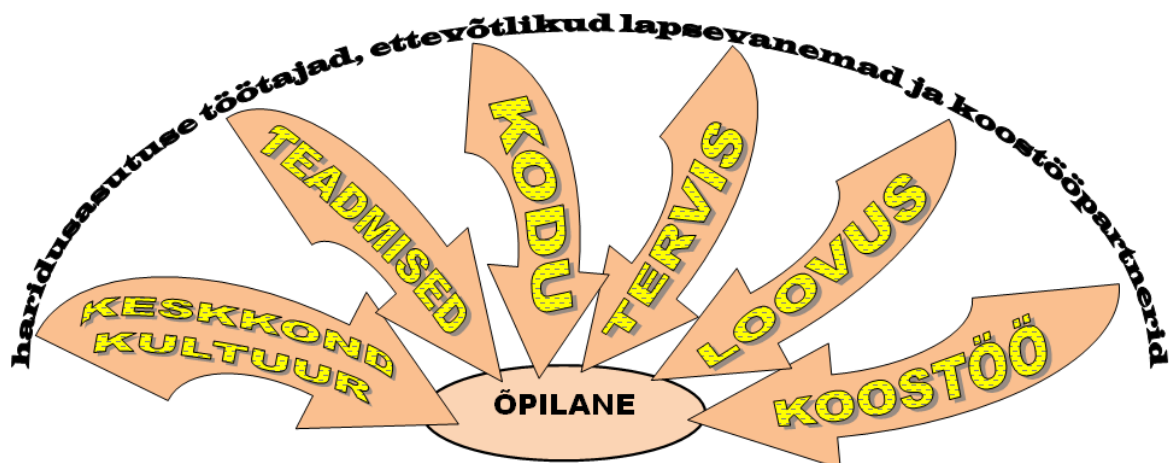 haridusasutuse töötajad, ettevõtlikud lapsevanemad ja koostööpartnerid
KESKKOND
KULTUUR
TEADMISED
KODU
TERVIS
LOOVUS
KOOSTÖÖ
ÕPILANE